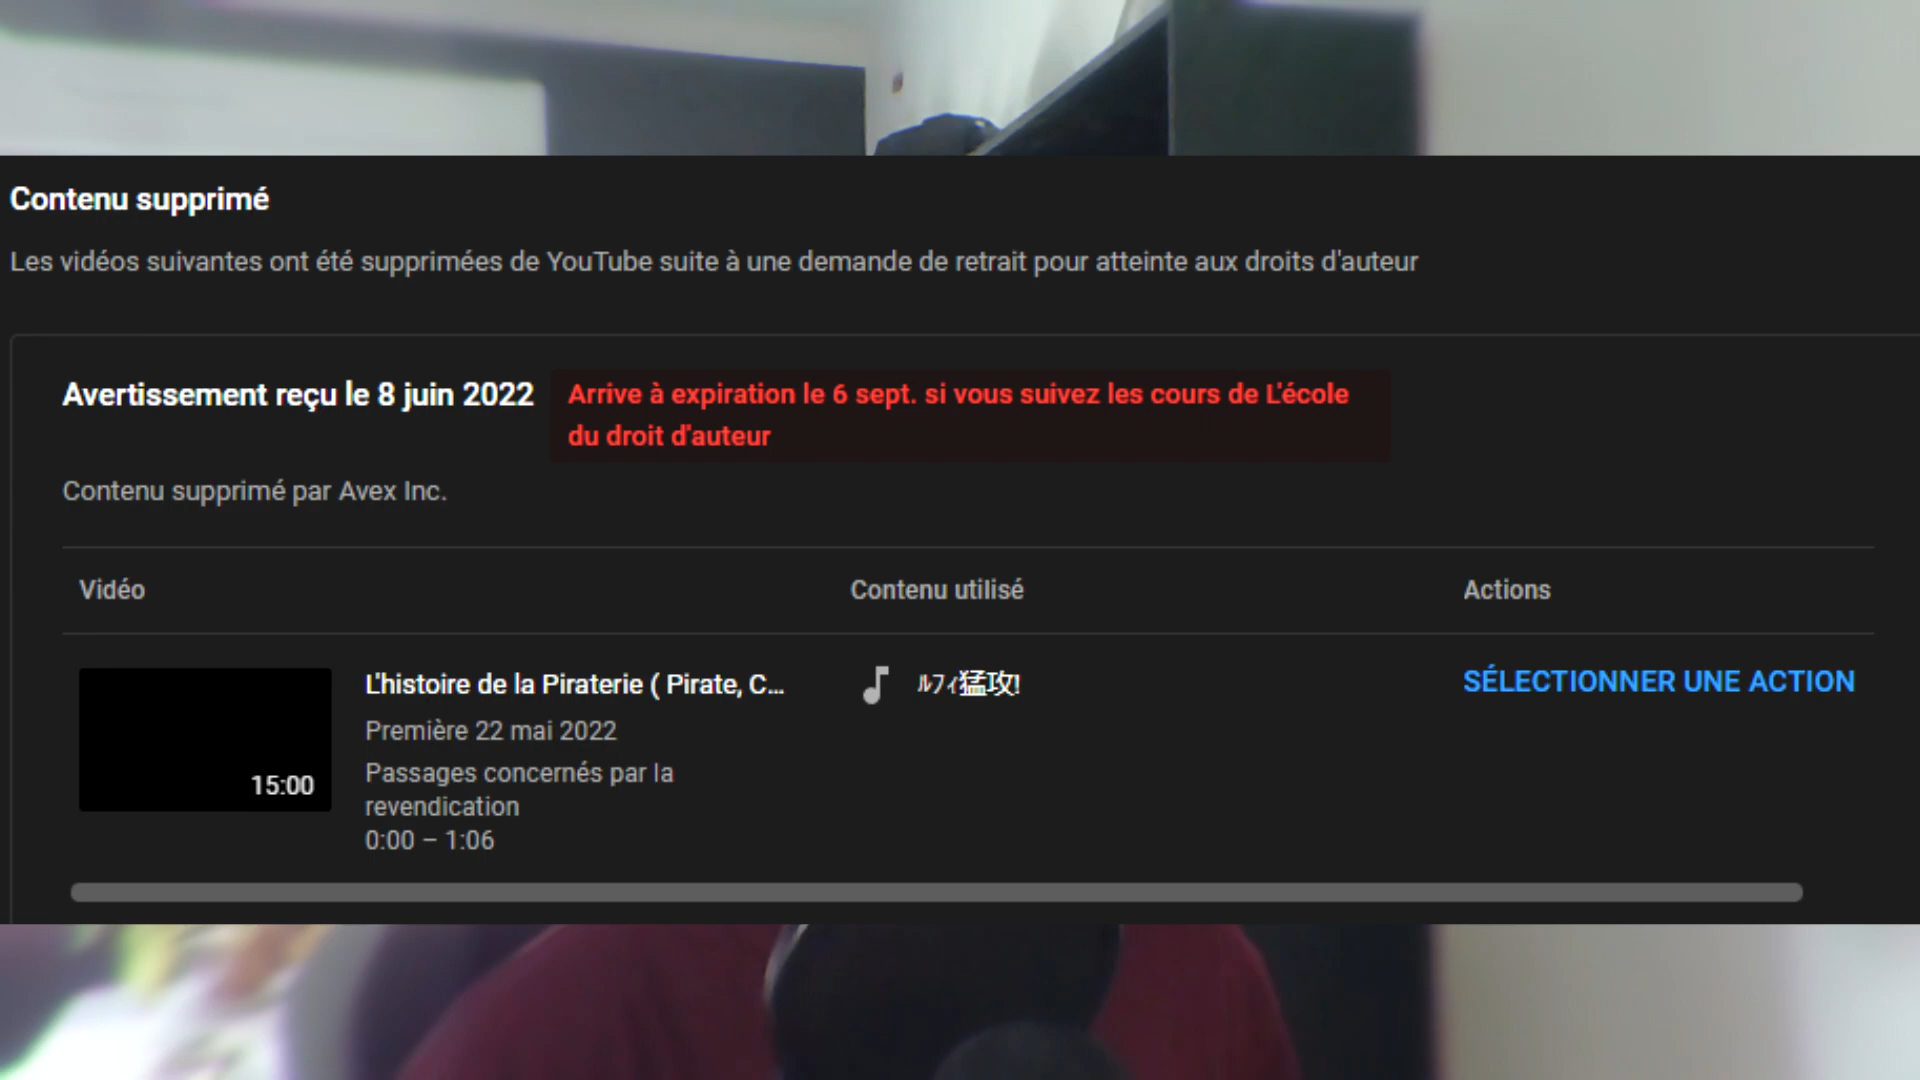 Contenu supprimé
Les vidéos suivantes ont été supprimées de YouTube suite à une demande de retrait pour atteinte aux droits d'auteur
Avertissement reçu le 8 juin 2022
Arrive à expiration le 6 sept. si vous suivez les cours de L'école
du droit d'auteur
Contenu supprimé par Avex Inc.
Vidéo
Contenu utilisé
Actions
15:00
L'histoire de la Piraterie ( Pirate, C...
Première 22 mai 2022
Passages concernés par la
revendication
0:00 – 1:06
ﾙﾌィ猛攻!
SÉLECTIONNER UNE ACTION